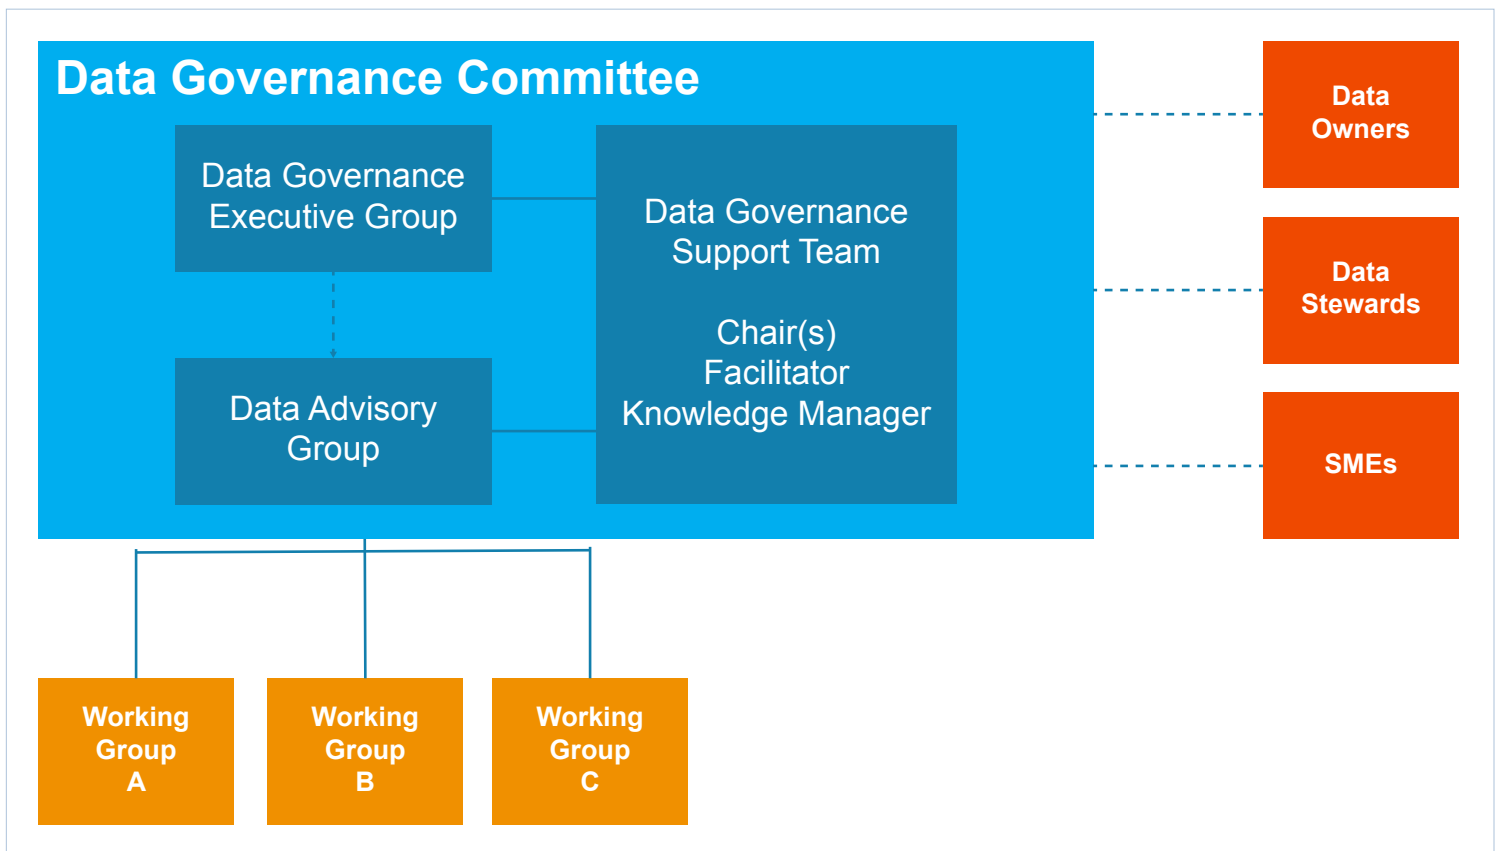 Data Governance Committee
Data Governance
Executive Group
Data Governance
Support Team
Chair(s)
Facilitator
Knowledge Manager
Data Advisory
Group
Data
Owners
Data
Stewards
SMEs
Working
Group
A
Working
Group
B
Working
Group
C